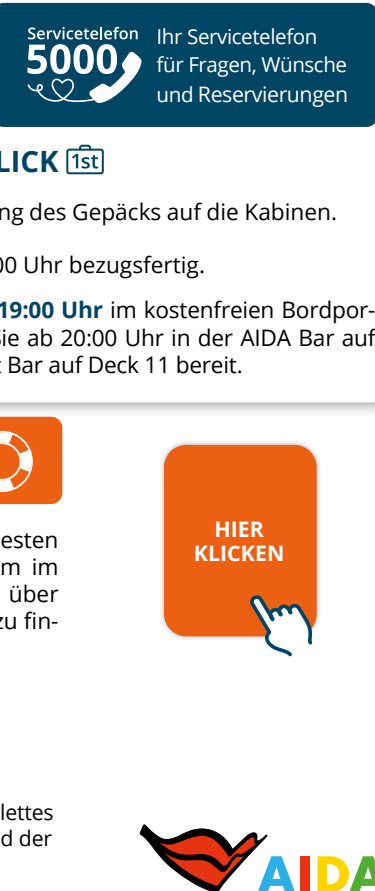 Servicetelefon
5000
Ihr Servicetelefon
für Fragen, Wünsche
und Reservierungen
LICK 1st
ng des Gepäcks auf die Kabinen.
00 Uhr bezugsfertig.
19:00 Uhr im kostenfreien Bordpor-
Sie ab 20:00 Uhr in der AIDA Bar auf
t Bar auf Deck 11 bereit.
esten
m im
über
zu fin-
HIER
KLICKEN
lettes
d der
AIDA